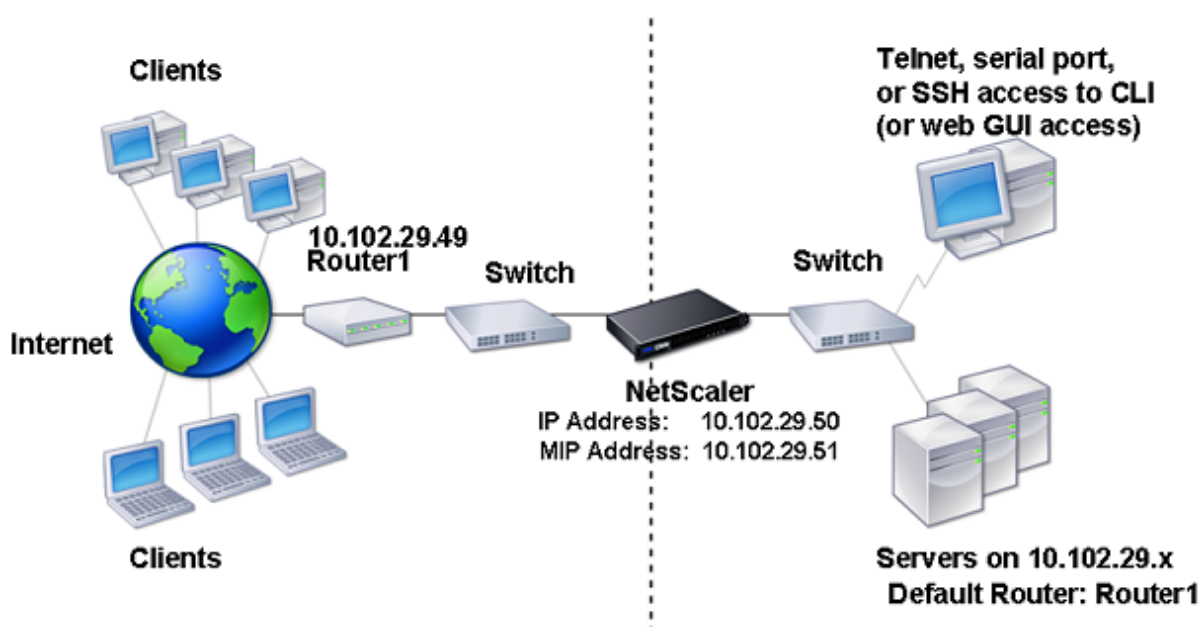 Clients
Telnet, serial port,
or SSH access to CLI
(or web GUI access)
10.102.29.49
Router1
Switch
Switch
Internet
NetScaler
IP Address: 10.102.29.50
MIP Address: 10.102.29.51
Clients
Servers on 10.102.29.x
Default Router: Router1